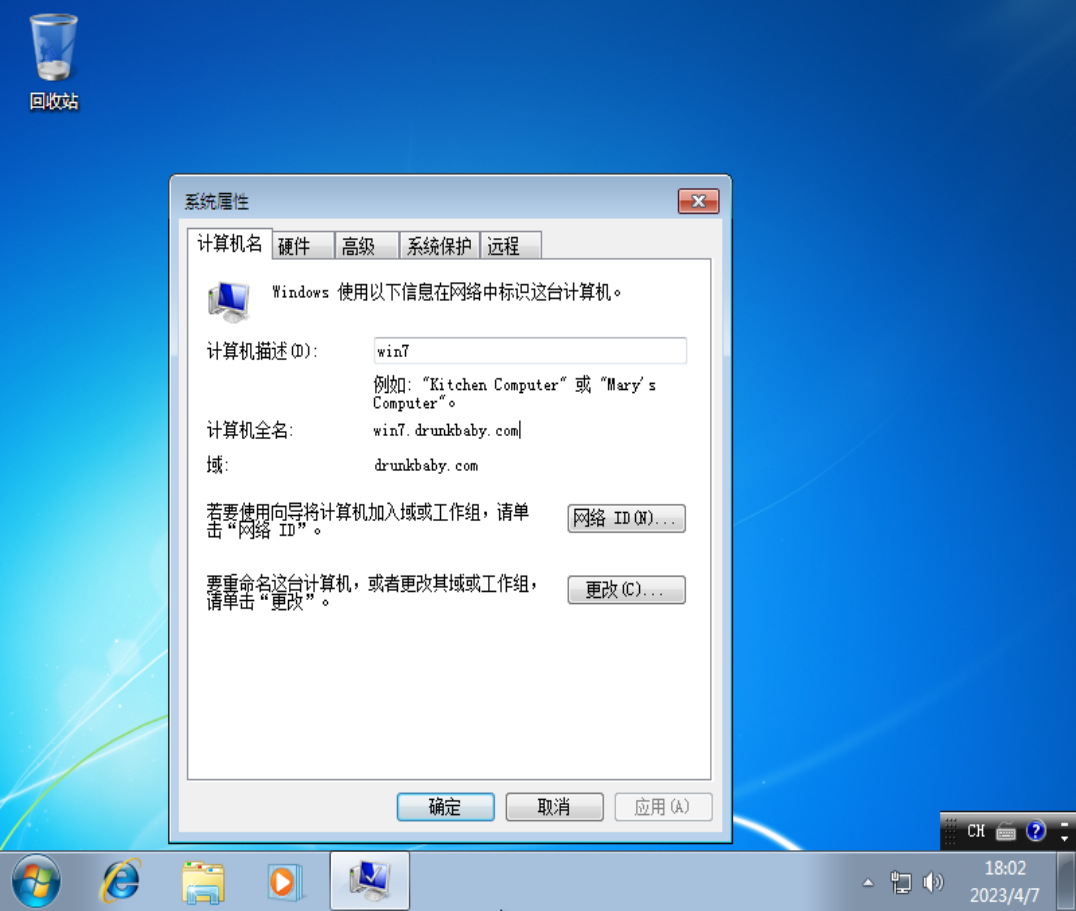 回收站
系统属性
计算机名 硬件 高级 系统保护 远程
Windows 使用以下信息在网络中标识这台计算机。
计算机描述(D): win7
例如: "Kitchen Computer" 或 "Mary's
Computer"。
计算机全名: win7.drunkbaby.com
域: drunkbaby.com
若要使用向导将计算机加入域或工作组，请单
击“网络 ID”。
网络 ID(N)...
要重命名这台计算机，或者更改其域或工作组，
请单击“更改”。
更改(C)...
确定 取消 应用(A)
CH
18:02
2023/4/7